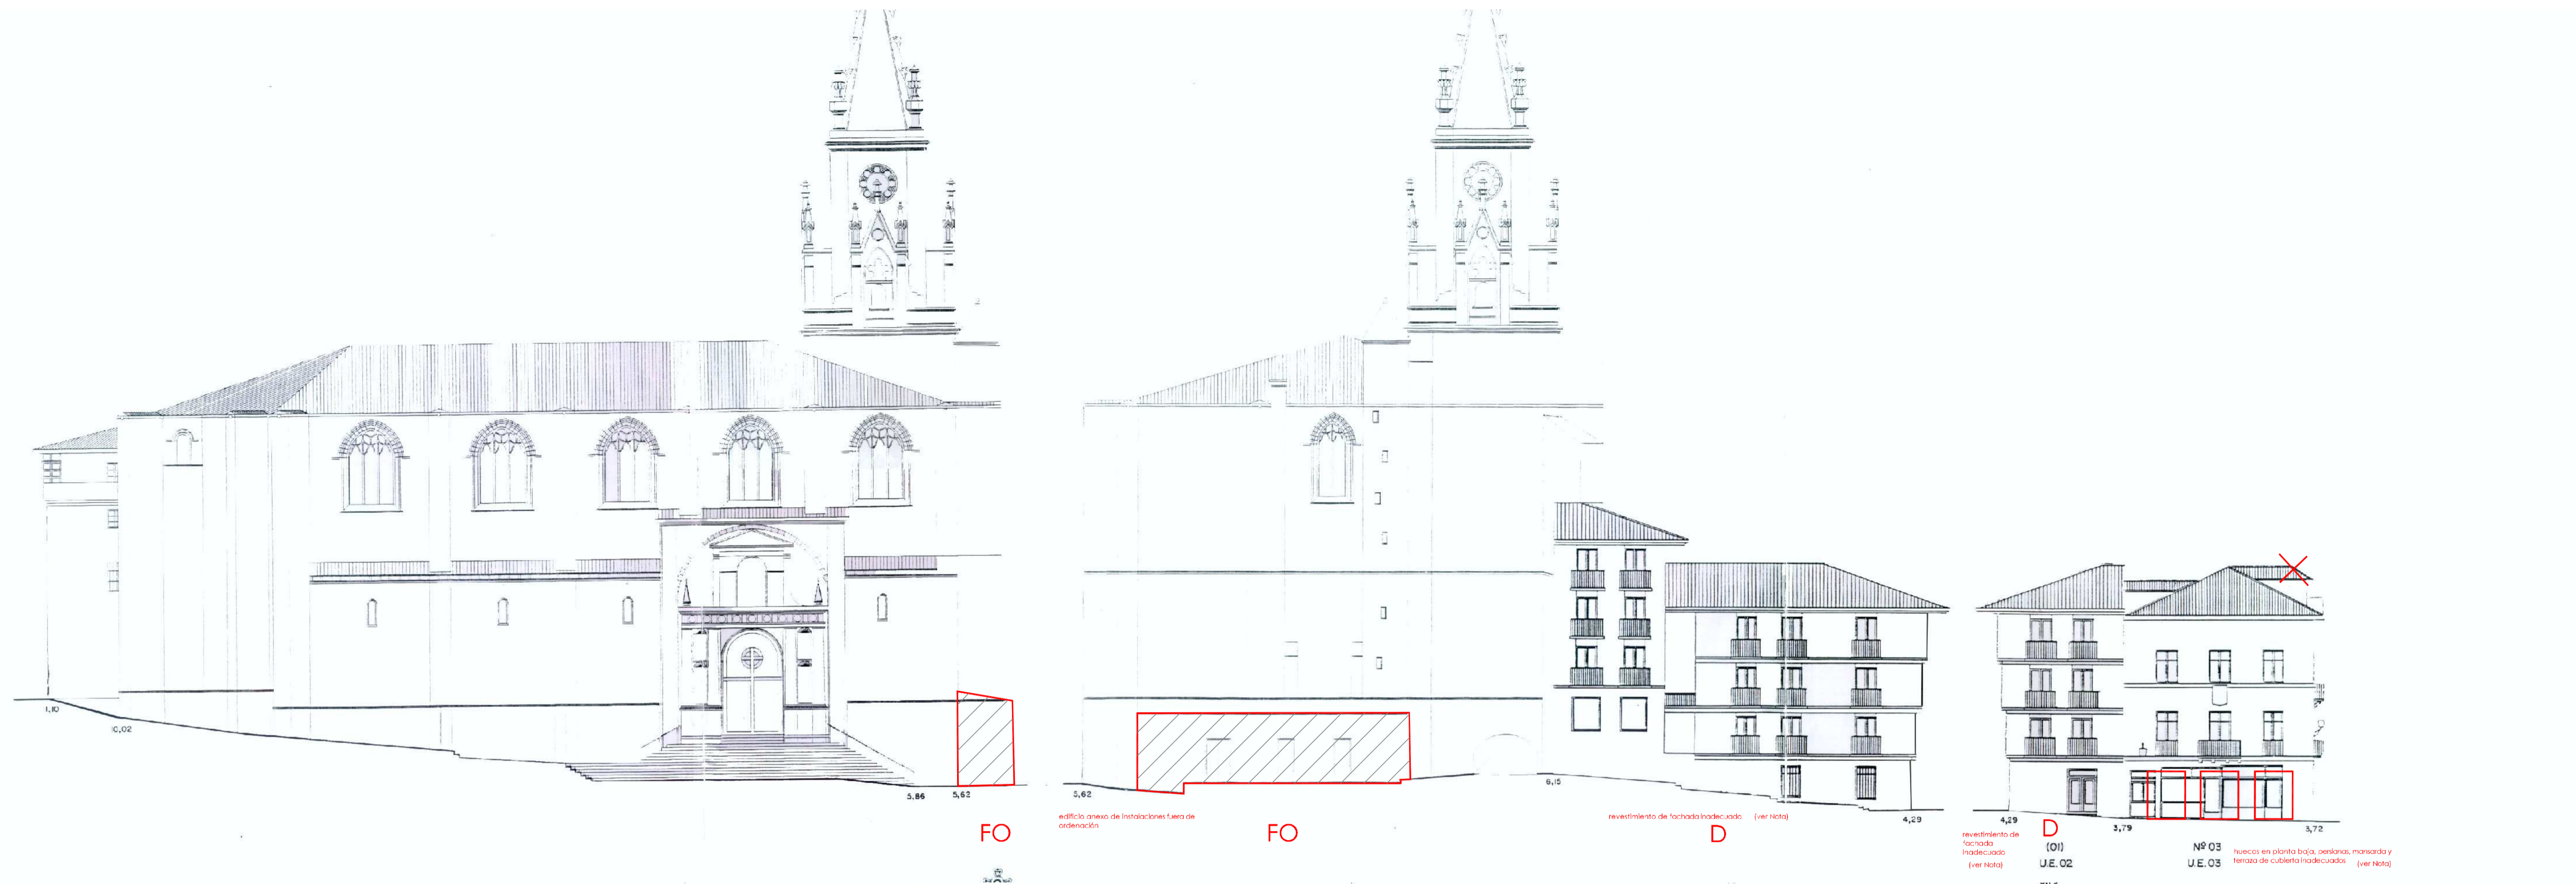 1,10
10,02
5,86
5,62
5,62
6,15
4,29
4,29
3,79
3,72
FO
edificio anexo de instalaciones fuera de
ordenación
FO
revestimiento de fachada inadecuado (ver Nota)
D
revestimiento de
fachada
inadecuado
(ver Nota)
D
(01)
U.E. 02
Nº 03
U.E. 03
huecos en planta baja, persianas, mansarda y
terraza de cubierta inadecuados (ver Nota)